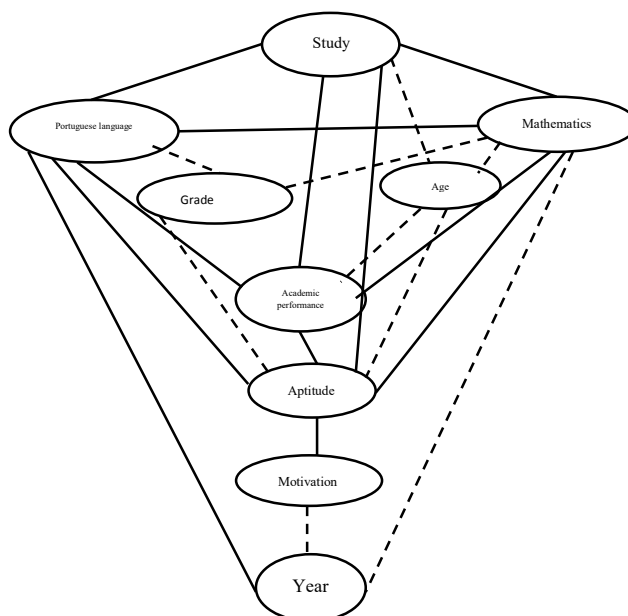 Study
Portuguese language
Mathematics
Grade
Age
Academic
performance
Aptitude
Motivation
Year